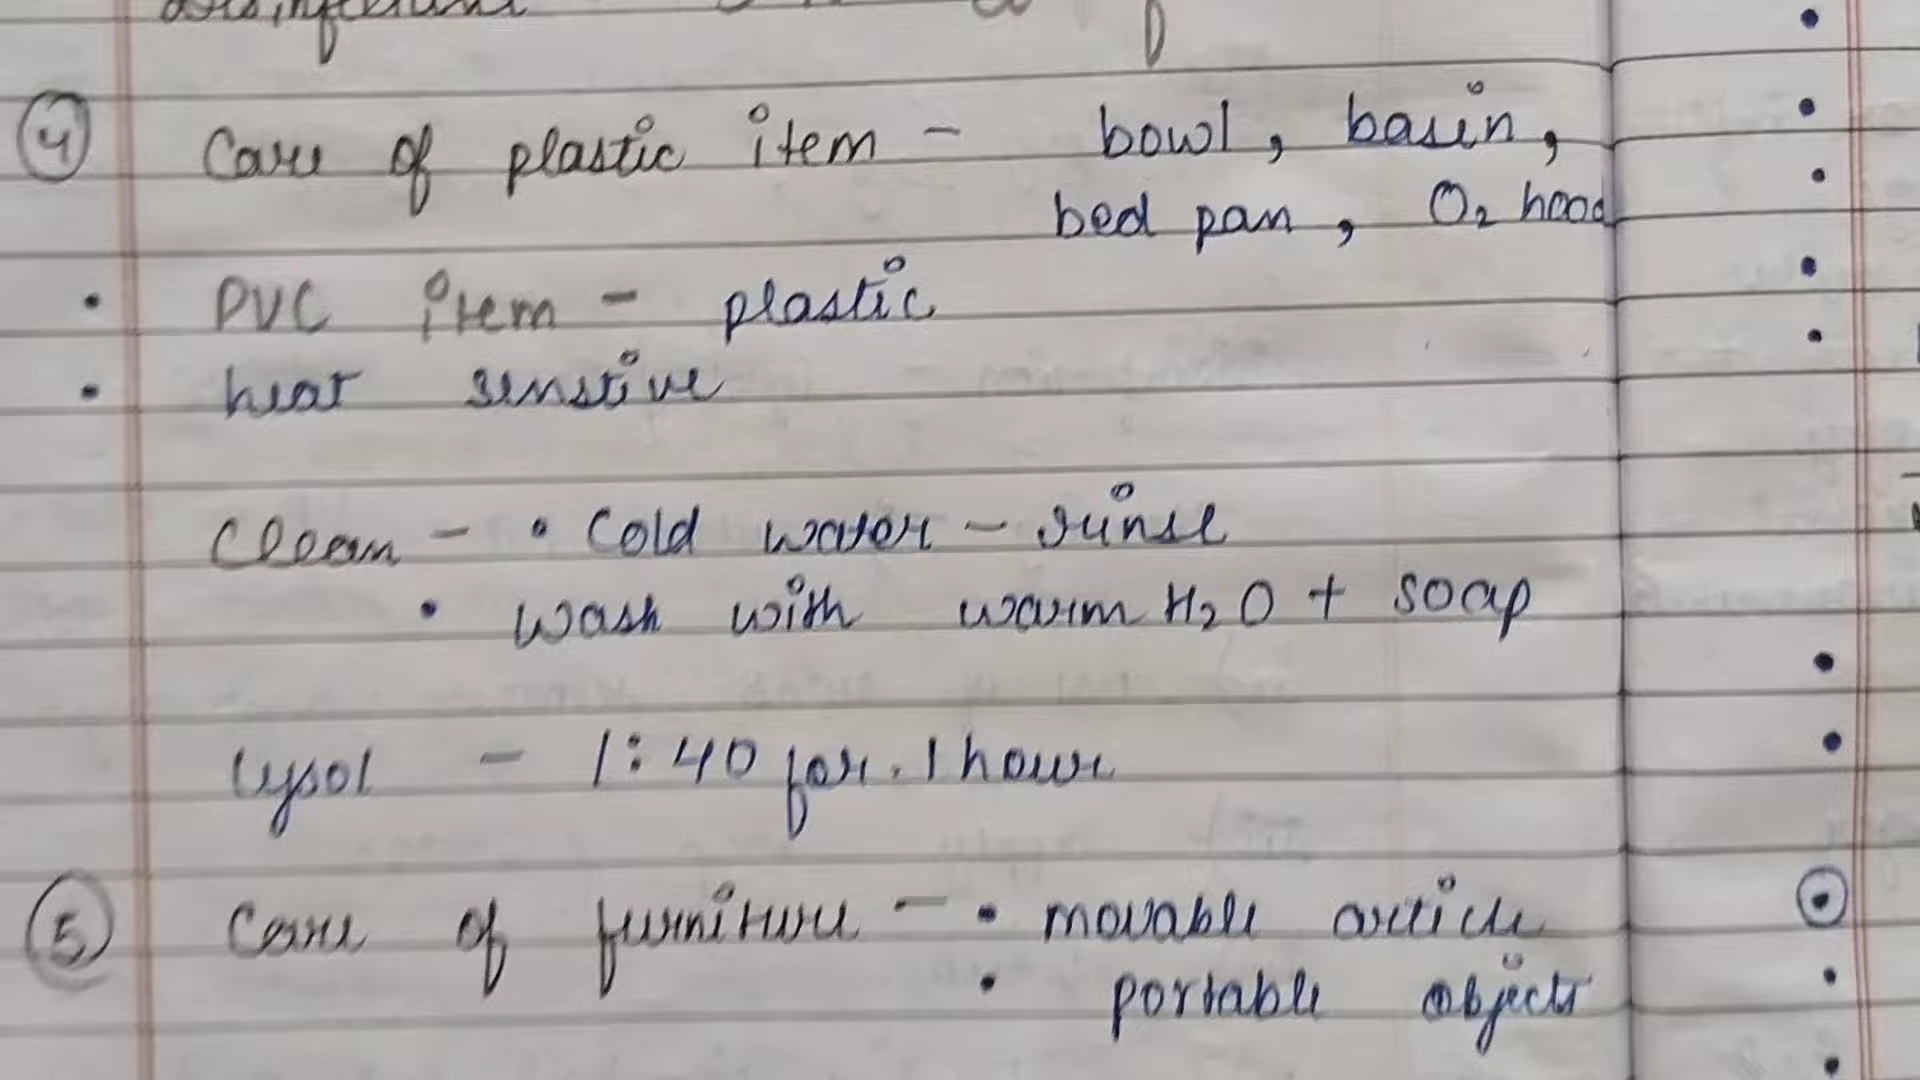 ④ Care of plastic item - bowl, basin,
bed pan, O₂ hood
• PVC item - plastic
• heat senstive
Clean - • Cold water - rinse
• wash with warm H₂O + soap
lysol - 1:40 for. 1 hour
⑤ Care of furniture - • movable article
• portable objects